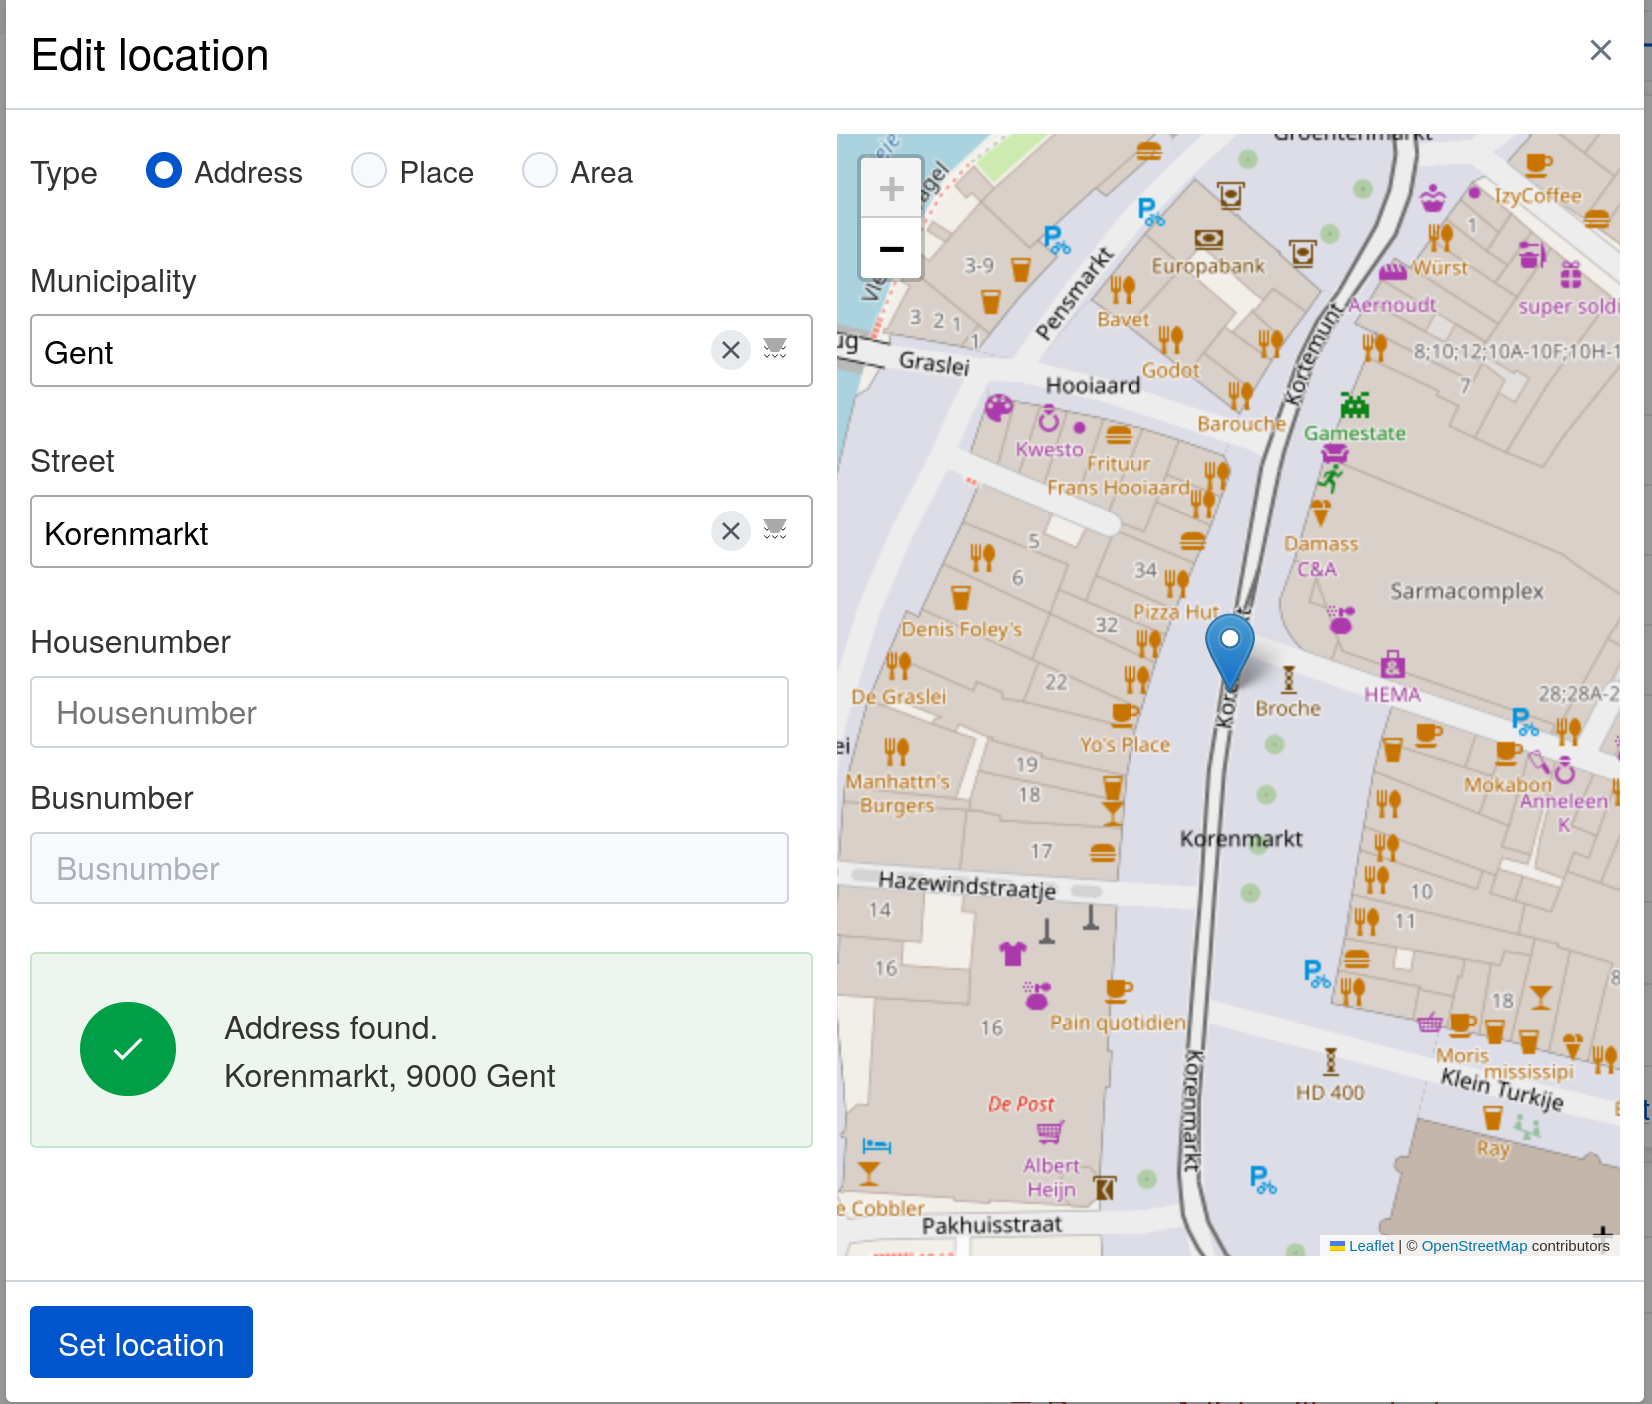 Edit location
Type
Address
Place
Area
Municipality
Gent
Street
Korenmarkt
Housenumber
Housenumber
Busnumber
Busnumber
Address found.
Korenmarkt, 9000 Gent
Set location
+
−
Groentenmarkt
IzyCoffee
1
Würst
3-9
Pensmarkt
Europabank
Aernoudt
super soldi
Bavet
3 2 1
1
Kortemunt
8;10;12;10A-10F;10H-1
Graslei
Godot
Hooiaard
7
Barouche
Gamestate
Kwesto
Frituur
Frans Hooiaard
5
Damass
C&A
6
34
Sarmacomplex
Pizza Hut
Denis Foley's
32
HEMA
22
28;28A-2
De Graslei
Broche
Yo's Place
19
Manhattn's
Burgers
18
Mokabon
Anneleen
K
Korenmarkt
17
Hazewindstraatje
10
14
11
16
18
16
Pain quotidien
Moris
mississipi
Klein Turkije
HD 400
De Post
Ray
Korenmarkt
Albert
Heijn
Cobbler
Pakhuisstraat
Leaflet | © OpenStreetMap contributors